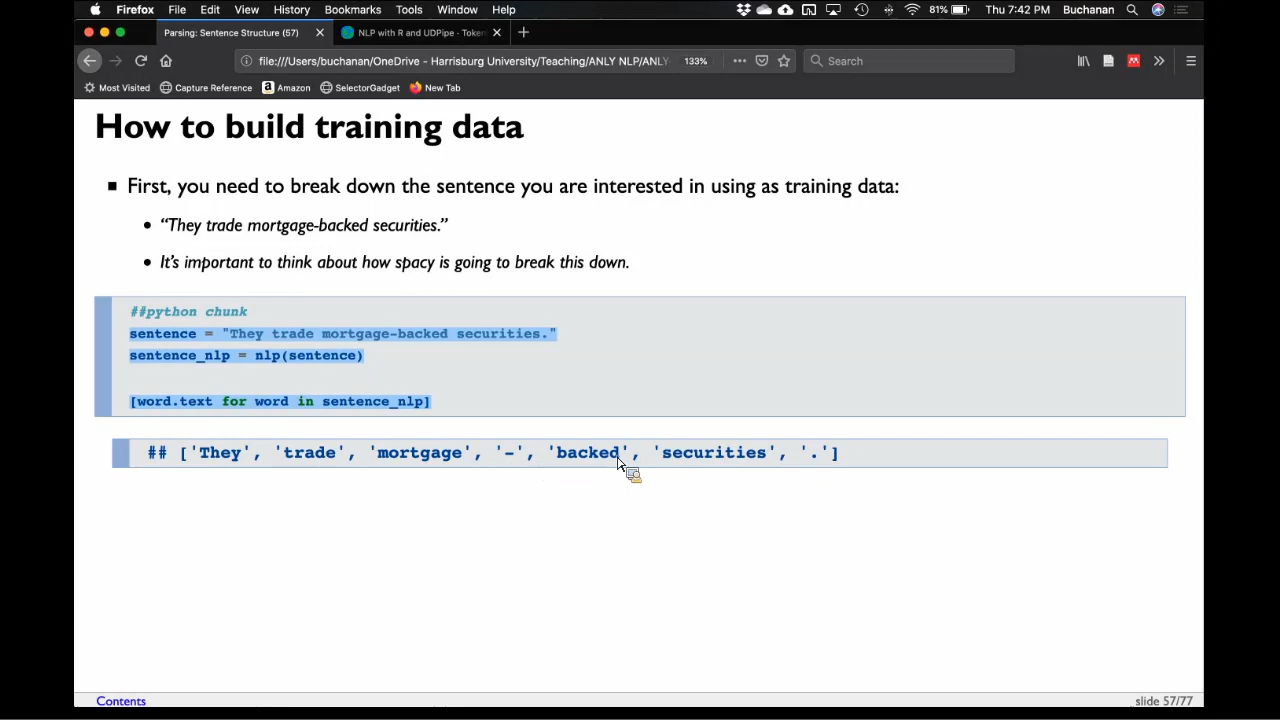 Firefox File Edit View History Bookmarks Tools Window Help 81% Thu 7:42 PM Buchanan
Parsing: Sentence Structure (57) NLP with R and UDPipe - Token
file:///Users/buchanan/OneDrive - Harrisburg University/Teaching/ANLY NLP/ANLY 133% Search
Most Visited Capture Reference Amazon SelectorGadget New Tab
How to build training data
First, you need to break down the sentence you are interested in using as training data:
“They trade mortgage-backed securities.”
It’s important to think about how spacy is going to break this down.
##python chunk
sentence = "They trade mortgage-backed securities."
sentence_nlp = nlp(sentence)
[word.text for word in sentence_nlp]
## ['They', 'trade', 'mortgage', '-', 'backed', 'securities', '.']
Contents slide 57/77